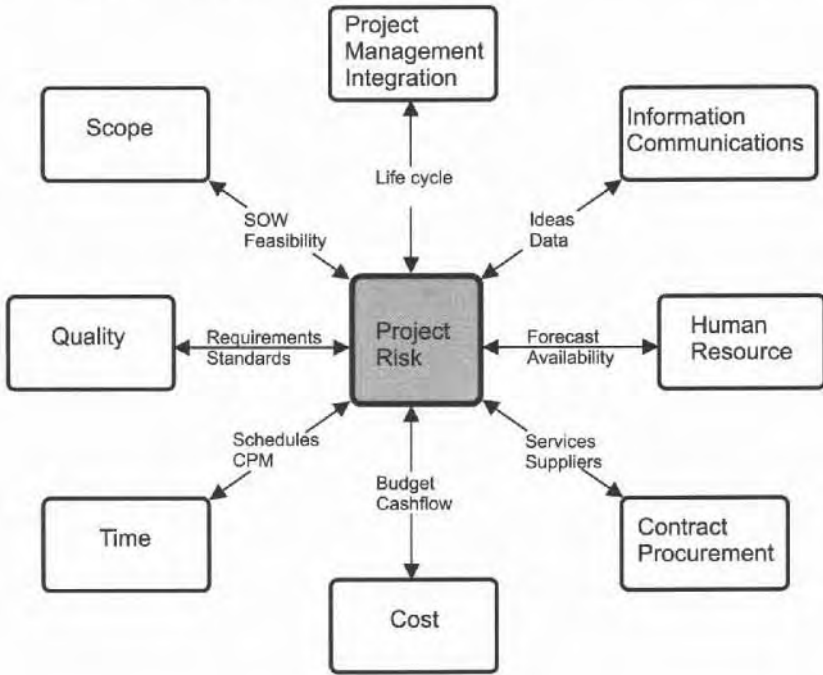 Project
Management
Integration
Scope
Information
Communications
Life cycle
SOW
Feasibility
Ideas
Data
Quality
Requirements
Standards
Project
Risk
Forecast
Availability
Human
Resource
Schedules
CPM
Budget
Cashflow
Services
Suppliers
Time
Contract
Procurement
Cost